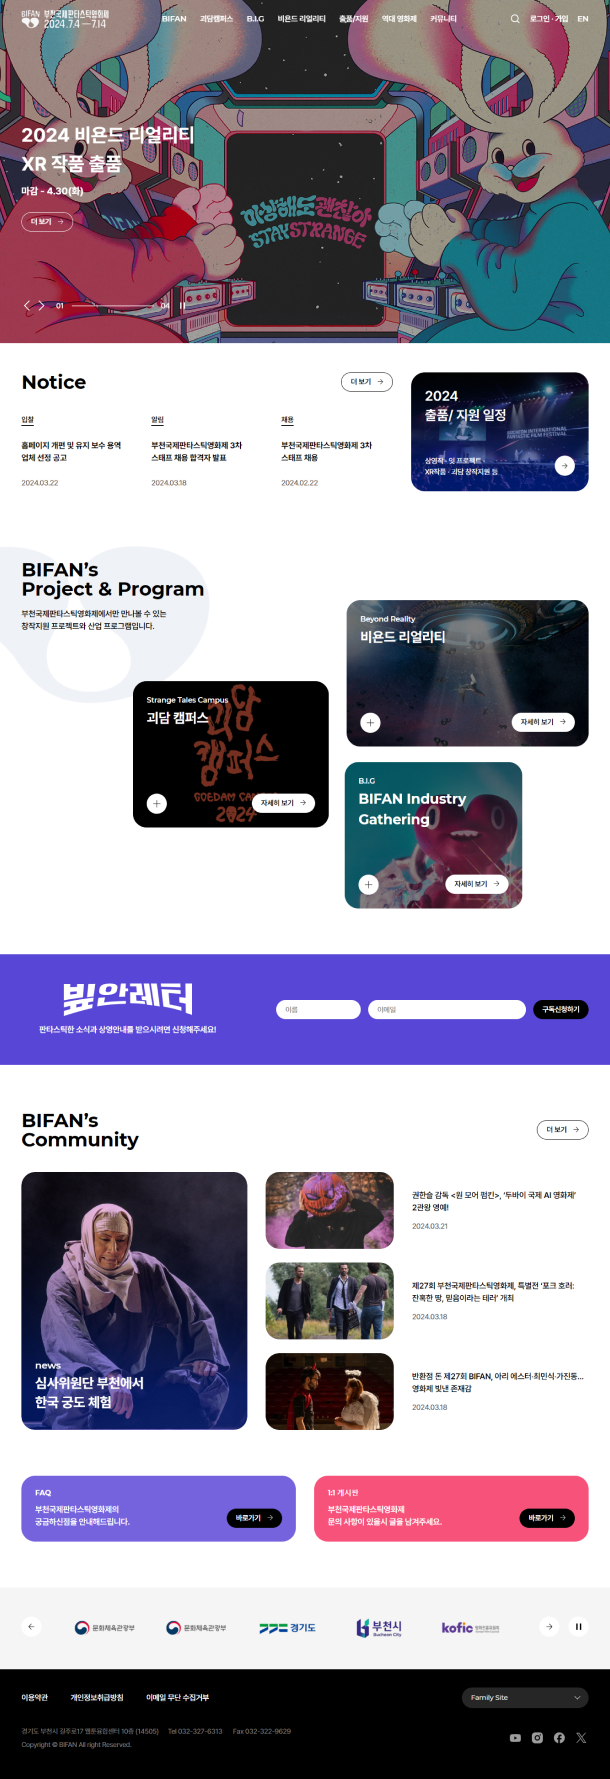 BIFAN 부천국제판타스틱영화제
2024.7.4 — 7.14
BIFAN 괴담캠퍼스 B.I.G 비욘드 리얼리티 출품/지원 역대 영화제 커뮤니티
로그인 · 가입 EN
2024 비욘드 리얼리티
XR 작품 출품
마감 - 4.30(화)
더 보기
이상해도 괜찮아
STAY STRANGE
01 04
Notice
더 보기
입찰
홈페이지 개편 및 유지 보수 용역
업체 선정 공고
2024.03.22
알림
부천국제판타스틱영화제 3차
스태프 채용 합격자 발표
2024.03.18
채용
부천국제판타스틱영화제 3차
스태프 채용
2024.02.22
2024
출품/ 지원 일정
BUCHEON INTERNATIONAL
FANTASTIC FILM FESTIVAL
상영작 · 잇 프로젝트 ·
XR작품 · 괴담 창작지원 등
BIFAN’s
Project & Program
부천국제판타스틱영화제에서만 만나볼 수 있는
창작지원 프로젝트와 산업 프로그램입니다.
Beyond Reality
비욘드 리얼리티
자세히 보기
Strange Tales Campus
괴담 캠퍼스
괴담
캠퍼스
GOEDAM CA
2024
자세히 보기
B.I.G
BIFAN Industry
Gathering
자세히 보기
빞안레터
판타스틱한 소식과 상영안내를 받으시려면 신청해주세요!
이름
이메일
구독신청하기
BIFAN’s
Community
더 보기
news
심사위원단 부천에서
한국 궁도 체험
권한슬 감독 <원 모어 펌킨>, ‘두바이 국제 AI 영화제’
2관왕 영예!
2024.03.21
제27회 부천국제판타스틱영화제, 특별전 ‘포크 호러:
잔혹한 땅, 믿음이라는 테러’ 개최
2024.03.18
반환점 돈 제27회 BIFAN, 아리 에스터·최민식·가진동...
영화제 빛낸 존재감
2024.03.18
FAQ
부천국제판타스틱영화제의
궁금하신점을 안내해드립니다.
바로가기
1:1 게시판
부천국제판타스틱영화제
문의 사항이 있을시 글을 남겨주세요.
바로가기
문화체육관광부
문화체육관광부
경기도
부천시
Bucheon City
kofic 영화진흥위원회
이용약관 개인정보취급방침 이메일 무단 수집거부
Family Site
경기도 부천시 길주로17 웹툰융합센터 10층 (14505) Tel 032-327-6313 Fax 032-322-9629
Copyright © BIFAN All right Reserved.